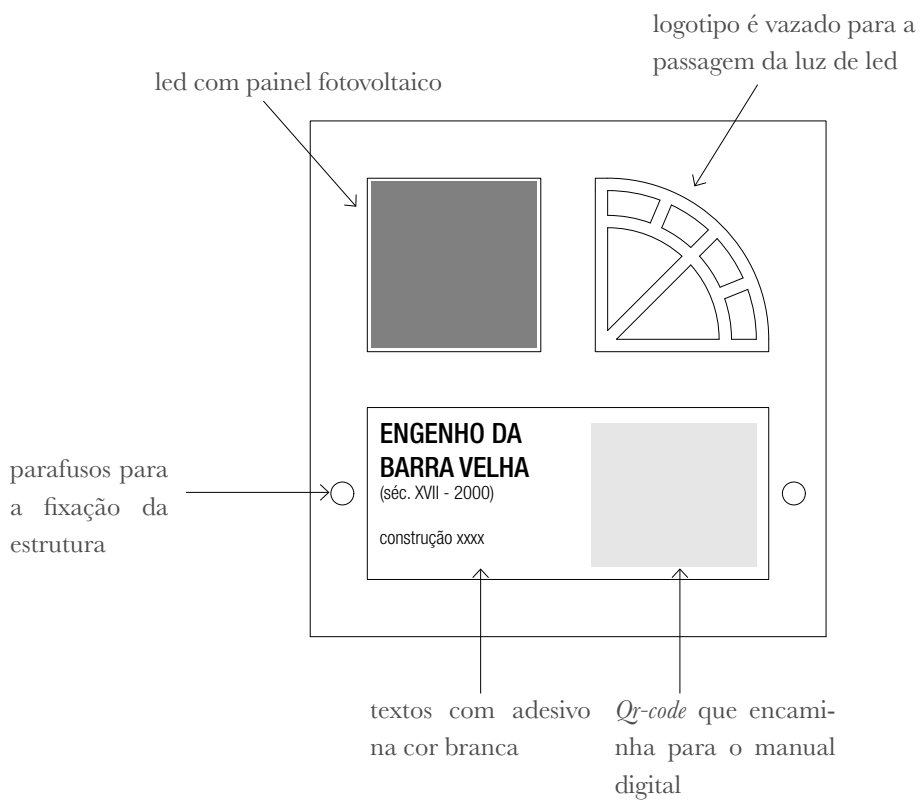 logotipo é vazado para a
passagem da luz de led
led com painel fotovoltaico
ENGENHO DA
BARRA VELHA
(séc. XVII - 2000)
construção xxxx
parafusos para
a fixação da
estrutura
textos com adesivo
na cor branca
Qr-code que encami-
nha para o manual
digital